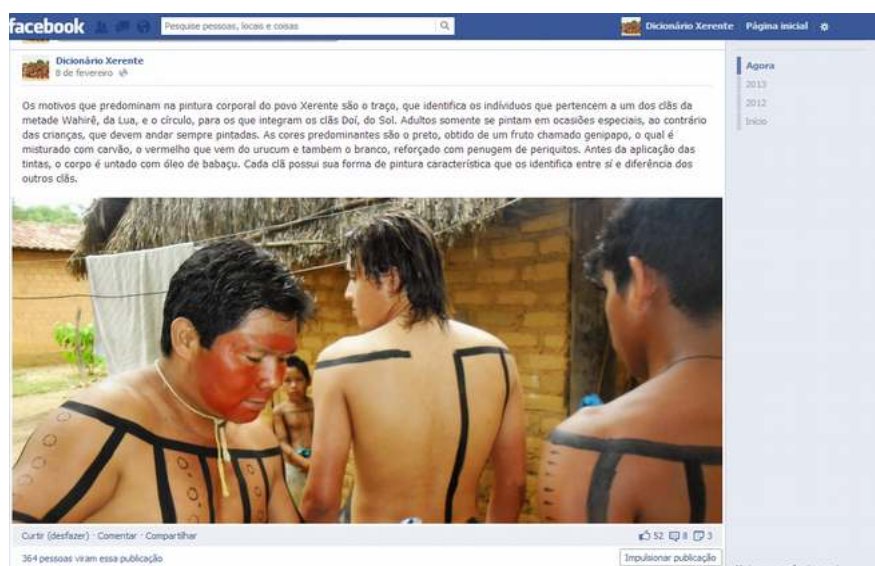 facebook
Pesquise pessoas, locais e coisas
Dicionário Xerente Página inicial
Dicionário Xerente
8 de fevereiro
Os motivos que predominam na pintura corporal do povo Xerente são o traço, que identifica os indivíduos que pertencem a um dos clãs da
metade Wahirê, da Lua, e o círculo, para os que integram os clãs Doí, do Sol. Adultos somente se pintam em ocasiões especiais, ao contrário
das crianças, que devem andar sempre pintadas. As cores predominantes são o preto, obtido de um fruto chamado genipapo, o qual é
misturado com carvão, o vermelho que vem do urucum e tambem o branco, reforçado com penugem de periquitos. Antes da aplicação das
tintas, o corpo é untado com óleo de babaçu. Cada clã possui sua forma de pintura característica que os identifica entre sí e diferência dos
outros clãs.
Agora
2013
2012
Início
Curtir (desfazer) · Comentar · Compartilhar
52 8 3
364 pessoas viram essa publicação
Impulsionar publicação